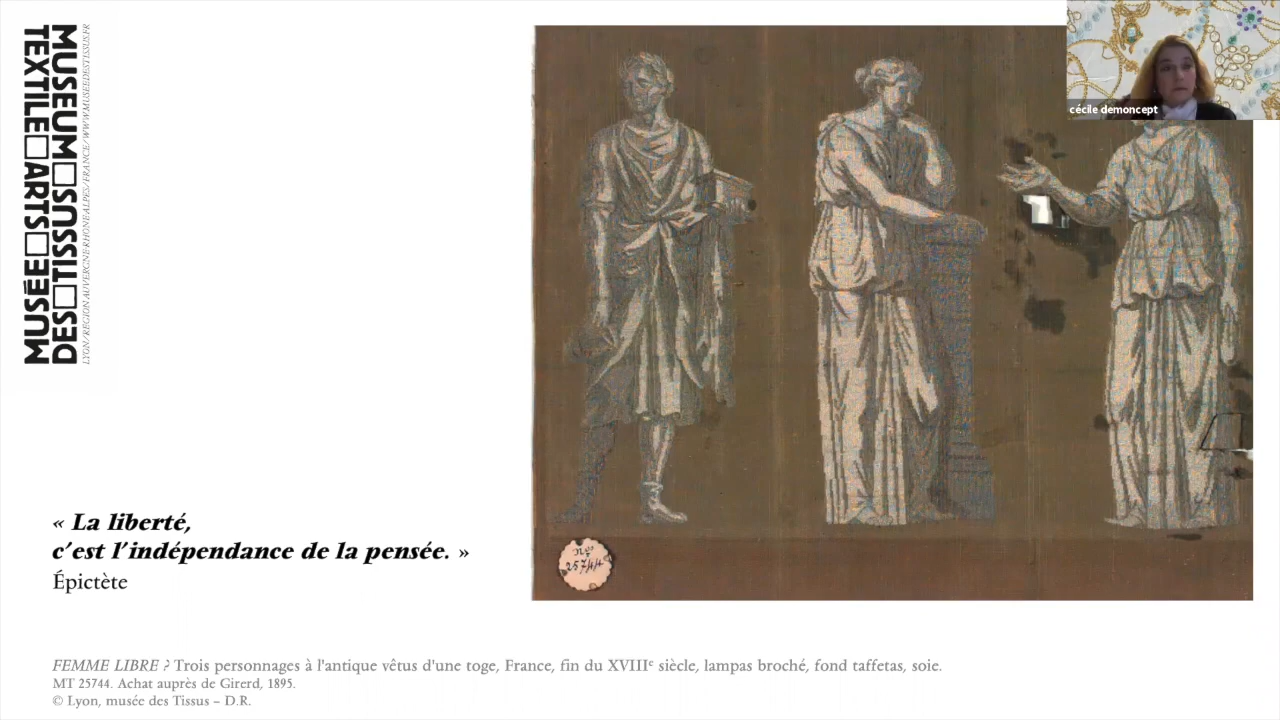 MUSEUM□DES□TISSUS□
TEXTILE□ARTS□MUSÉUM
LYON/RÉGION AUVERGNE-RHÔNE-ALPES/FRANCE/WWW.MUSEEDESTISSUS.FR
cécile demoncept
« La liberté,
c’est l’indépendance de la pensée. »
Épictète
25744
FEMME LIBRE ? Trois personnages à l'antique vêtus d'une toge, France, fin du XVIIIᵉ siècle, lampas broché, fond taffetas, soie.
MT 25744. Achat auprès de Girerd, 1895.
© Lyon, musée des Tissus – D.R.